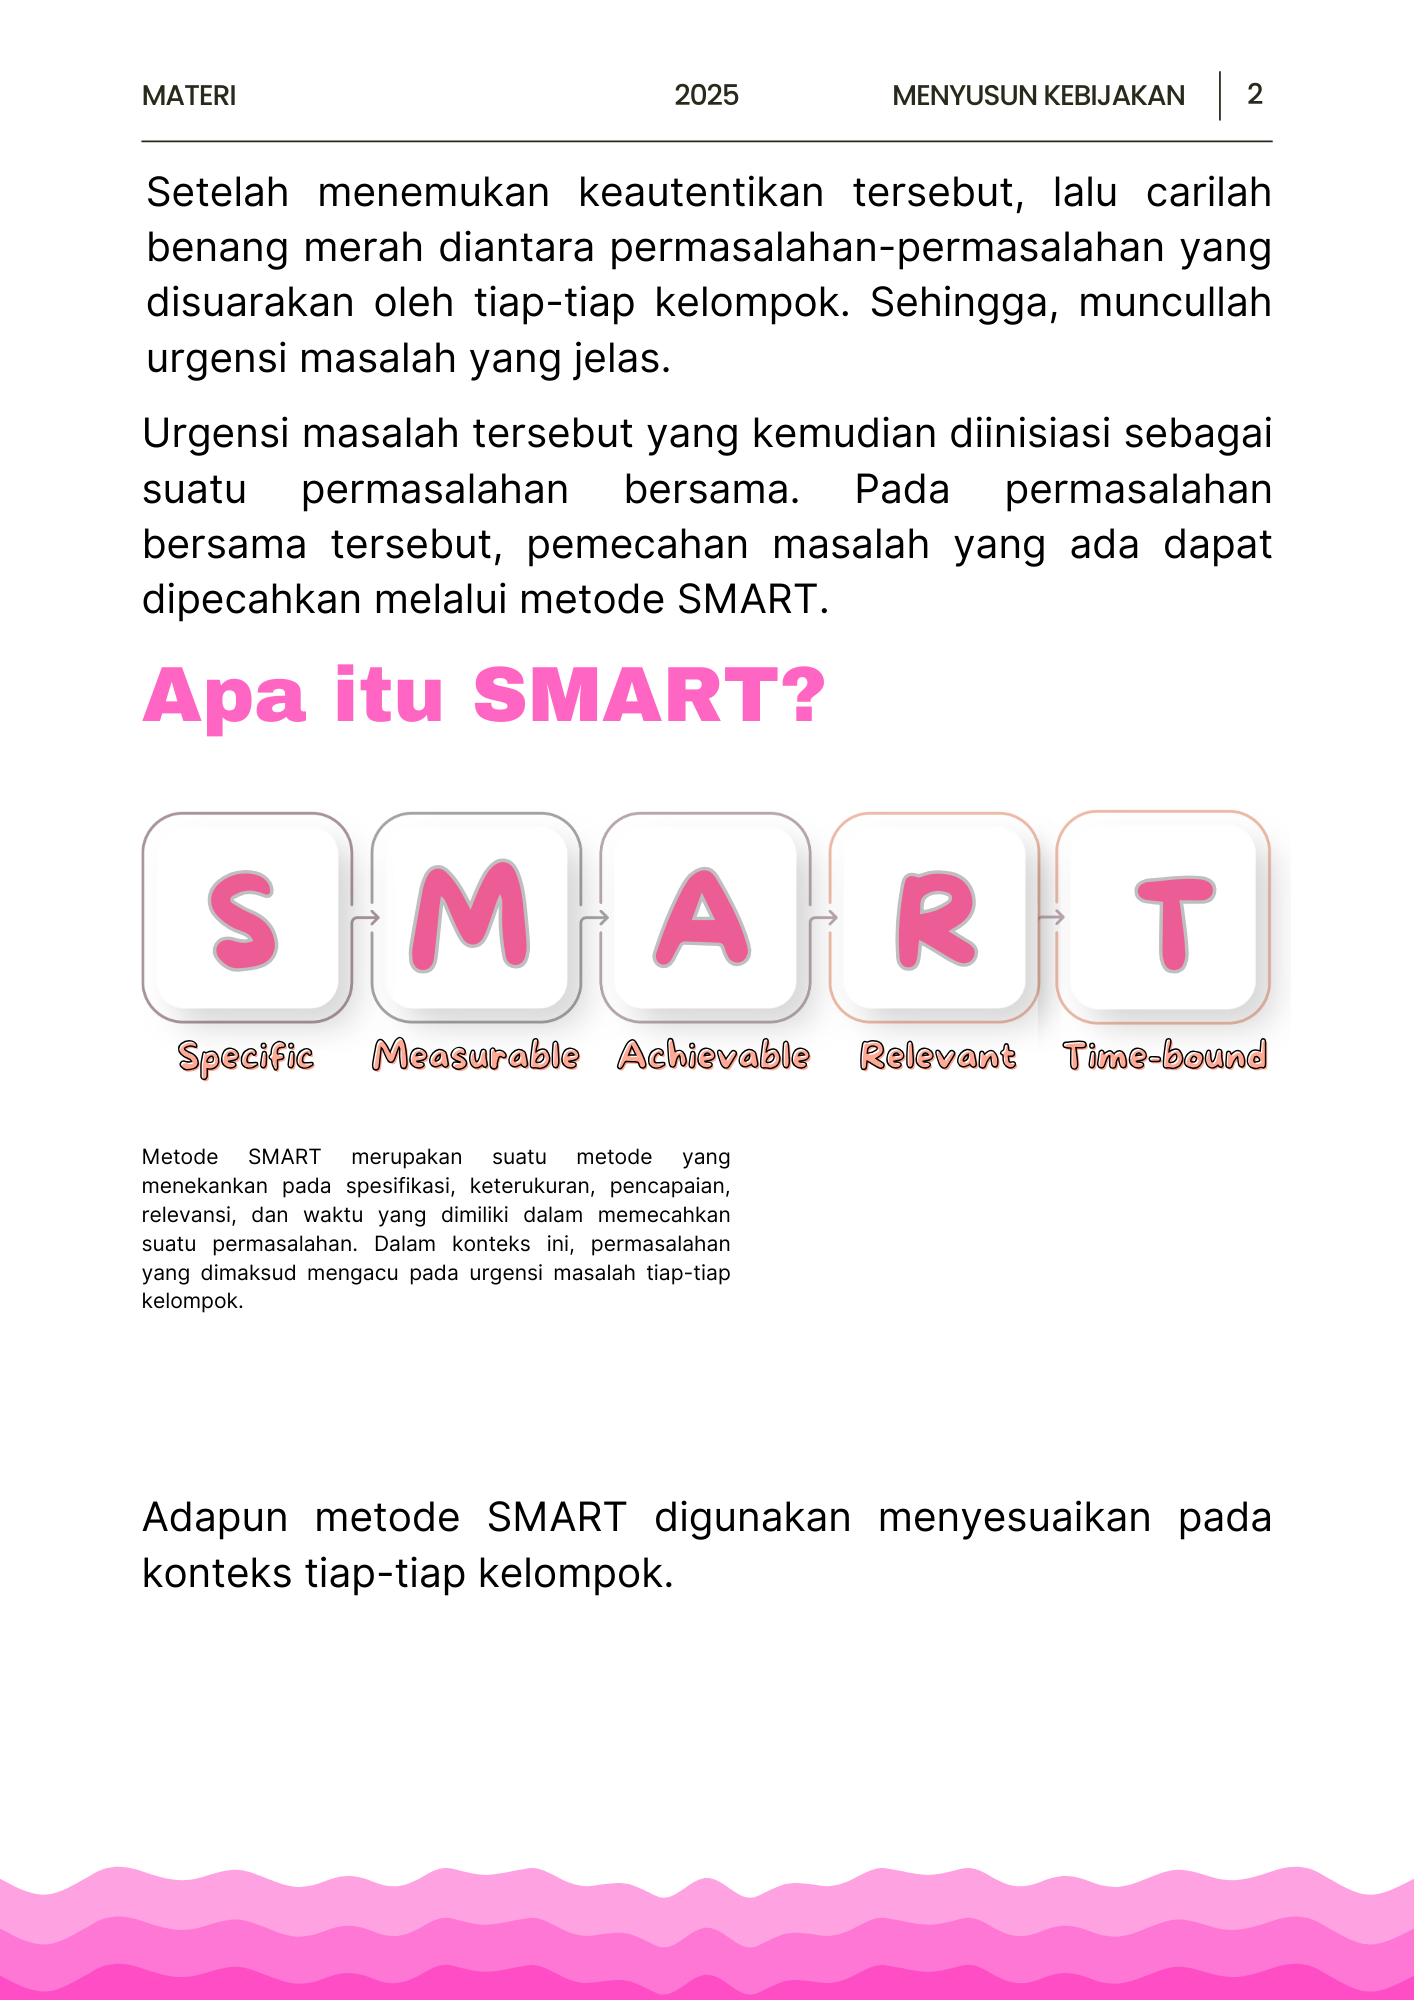 MATERI 2025 MENYUSUN KEBIJAKAN 2
Setelah menemukan keautentikan tersebut, lalu carilah
benang merah diantara permasalahan-permasalahan yang
disuarakan oleh tiap-tiap kelompok. Sehingga, muncullah
urgensi masalah yang jelas.
Urgensi masalah tersebut yang kemudian diinisiasi sebagai
suatu permasalahan bersama. Pada permasalahan
bersama tersebut, pemecahan masalah yang ada dapat
dipecahkan melalui metode SMART.
Apa itu SMART?
S M A R T
Specific Measurable Achievable Relevant Time-bound
Metode SMART merupakan suatu metode yang
menekankan pada spesifikasi, keterukuran, pencapaian,
relevansi, dan waktu yang dimiliki dalam memecahkan
suatu permasalahan. Dalam konteks ini, permasalahan
yang dimaksud mengacu pada urgensi masalah tiap-tiap
kelompok.
Adapun metode SMART digunakan menyesuaikan pada
konteks tiap-tiap kelompok.